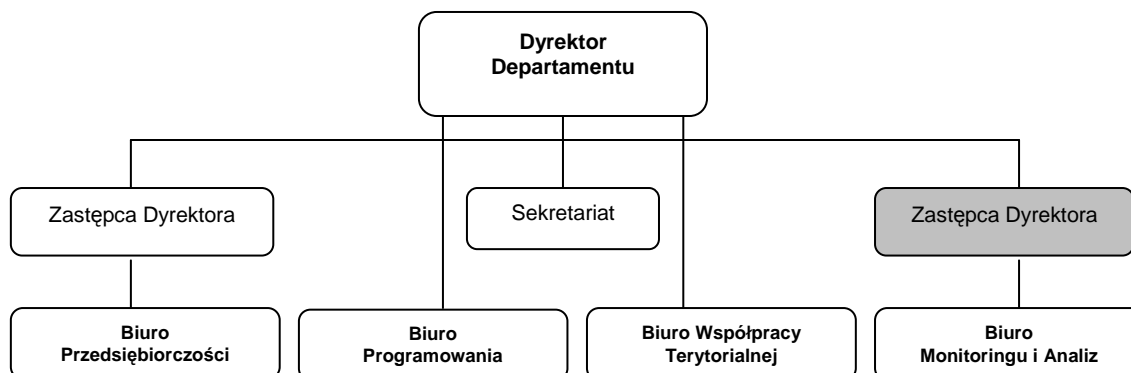 Dyrektor
Departamentu
Zastępca Dyrektora
Sekretariat
Zastępca Dyrektora
Biuro
Przedsiębiorczości
Biuro
Programowania
Biuro Współpracy
Terytorialnej
Biuro
Monitoringu i Analiz